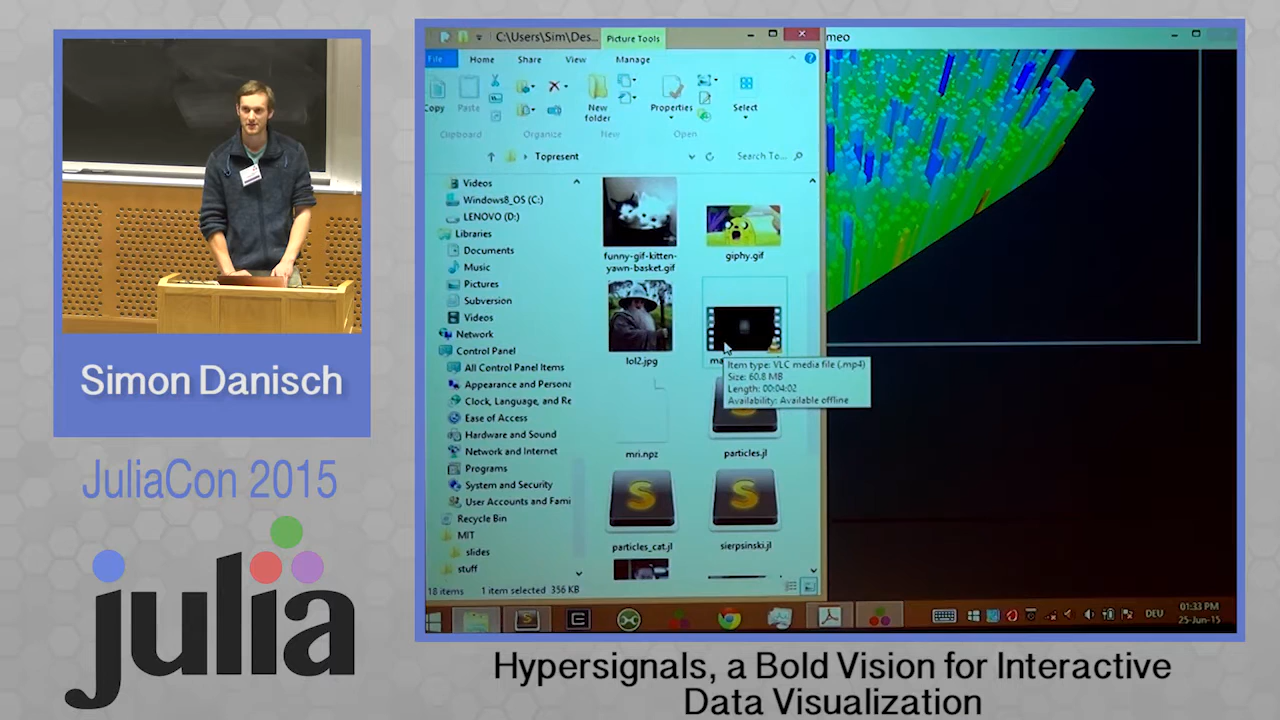 C:\Users\Sim\Des...
Picture Tools
meo
File
Home
Share
View
Manage
Copy
Paste
New
folder
Properties
Select
Clipboard
Organize
New
Open
Topresent
Search To...
Videos
Windows8_OS (C:)
LENOVO (D:)
Libraries
Documents
Music
Pictures
Subversion
Videos
Network
Control Panel
All Control Panel Items
Appearance and Persona
Clock, Language, and Re
Ease of Access
Hardware and Sound
Network and Internet
Programs
System and Security
User Accounts and Fami
Recycle Bin
MIT
slides
stuff
funny-gif-kitten-
yawn-basket.gif
giphy.gif
lol2.jpg
ma
Item type: VLC media file (.mp4)
Size: 60.8 MB
Length: 00:04:02
Availability: Available offline
mri.npz
particles.jl
particles_cat.jl
sierpsinski.jl
18 items
1 item selected 356 KB
DEU
01:33 PM
25-Jun-15
Simon Danisch
JuliaCon 2015
julia
Hypersignals, a Bold Vision for Interactive
Data Visualization